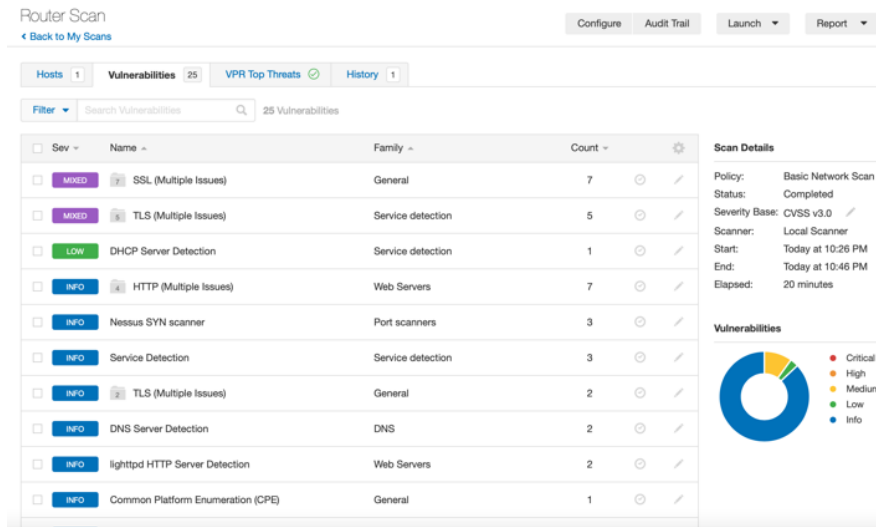 Router Scan
Back to My Scans
Configure Audit Trail Launch Report
Hosts 1 Vulnerabilities 25 VPR Top Threats History 1
Filter Search Vulnerabilities 25 Vulnerabilities
Sev Name Family Count
MIXED 7 SSL (Multiple Issues) General 7
MIXED 5 TLS (Multiple Issues) Service detection 5
LOW DHCP Server Detection Service detection 1
INFO 4 HTTP (Multiple Issues) Web Servers 7
INFO Nessus SYN scanner Port scanners 3
INFO Service Detection Service detection 3
INFO 2 TLS (Multiple Issues) General 2
INFO DNS Server Detection DNS 2
INFO lighttpd HTTP Server Detection Web Servers 2
INFO Common Platform Enumeration (CPE) General 1
Scan Details
Policy: Basic Network Scan
Status: Completed
Severity Base: CVSS v3.0
Scanner: Local Scanner
Start: Today at 10:26 PM
End: Today at 10:46 PM
Elapsed: 20 minutes
Vulnerabilities
Critical
High
Medium
Low
Info